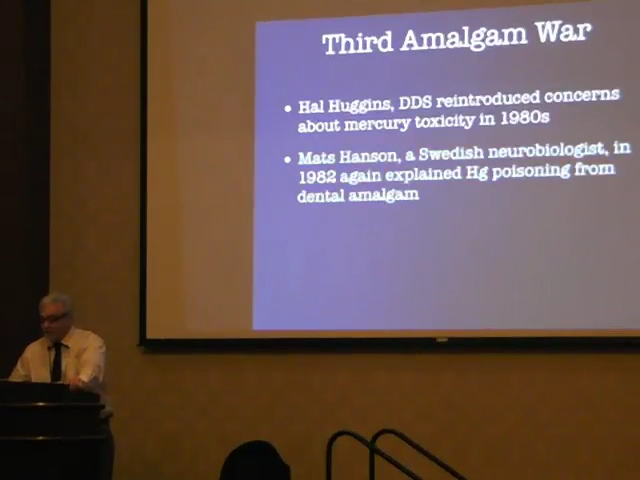 Third Amalgam War
• Hal Huggins, DDS reintroduced concerns
about mercury toxicity in 1980s
• Mats Hanson, a Swedish neurobiologist, in
1982 again explained Hg poisoning from
dental amalgam